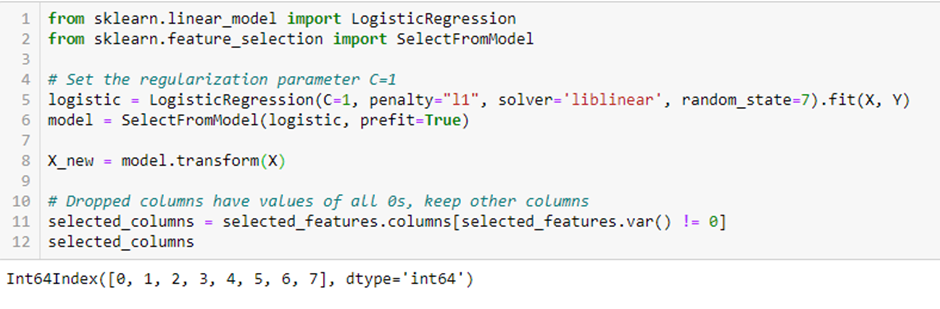 1 from sklearn.linear_model import LogisticRegression
2 from sklearn.feature_selection import SelectFromModel
3
4 # Set the regularization parameter C=1
5 logistic = LogisticRegression(C=1, penalty="l1", solver='liblinear', random_state=7).fit(X, Y)
6 model = SelectFromModel(logistic, prefit=True)
7
8 X_new = model.transform(X)
9
10 # Dropped columns have values of all 0s, keep other columns
11 selected_columns = selected_features.columns[selected_features.var() != 0]
12 selected_columns
Int64Index([0, 1, 2, 3, 4, 5, 6, 7], dtype='int64')